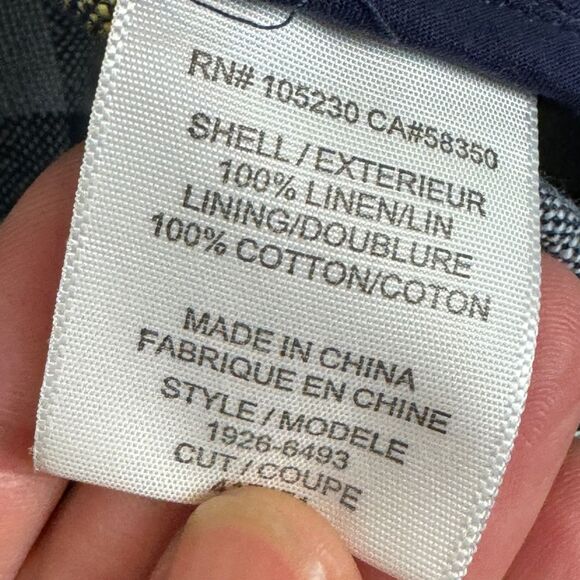 RN# 105230 CA#58350
SHELL / EXTERIEUR
100% LINEN/LIN
LINING/DOUBLURE
100% COTTON/COTON
MADE IN CHINA
FABRIQUE EN CHINE
STYLE / MODELE
1926-6493
CUT / COUPE